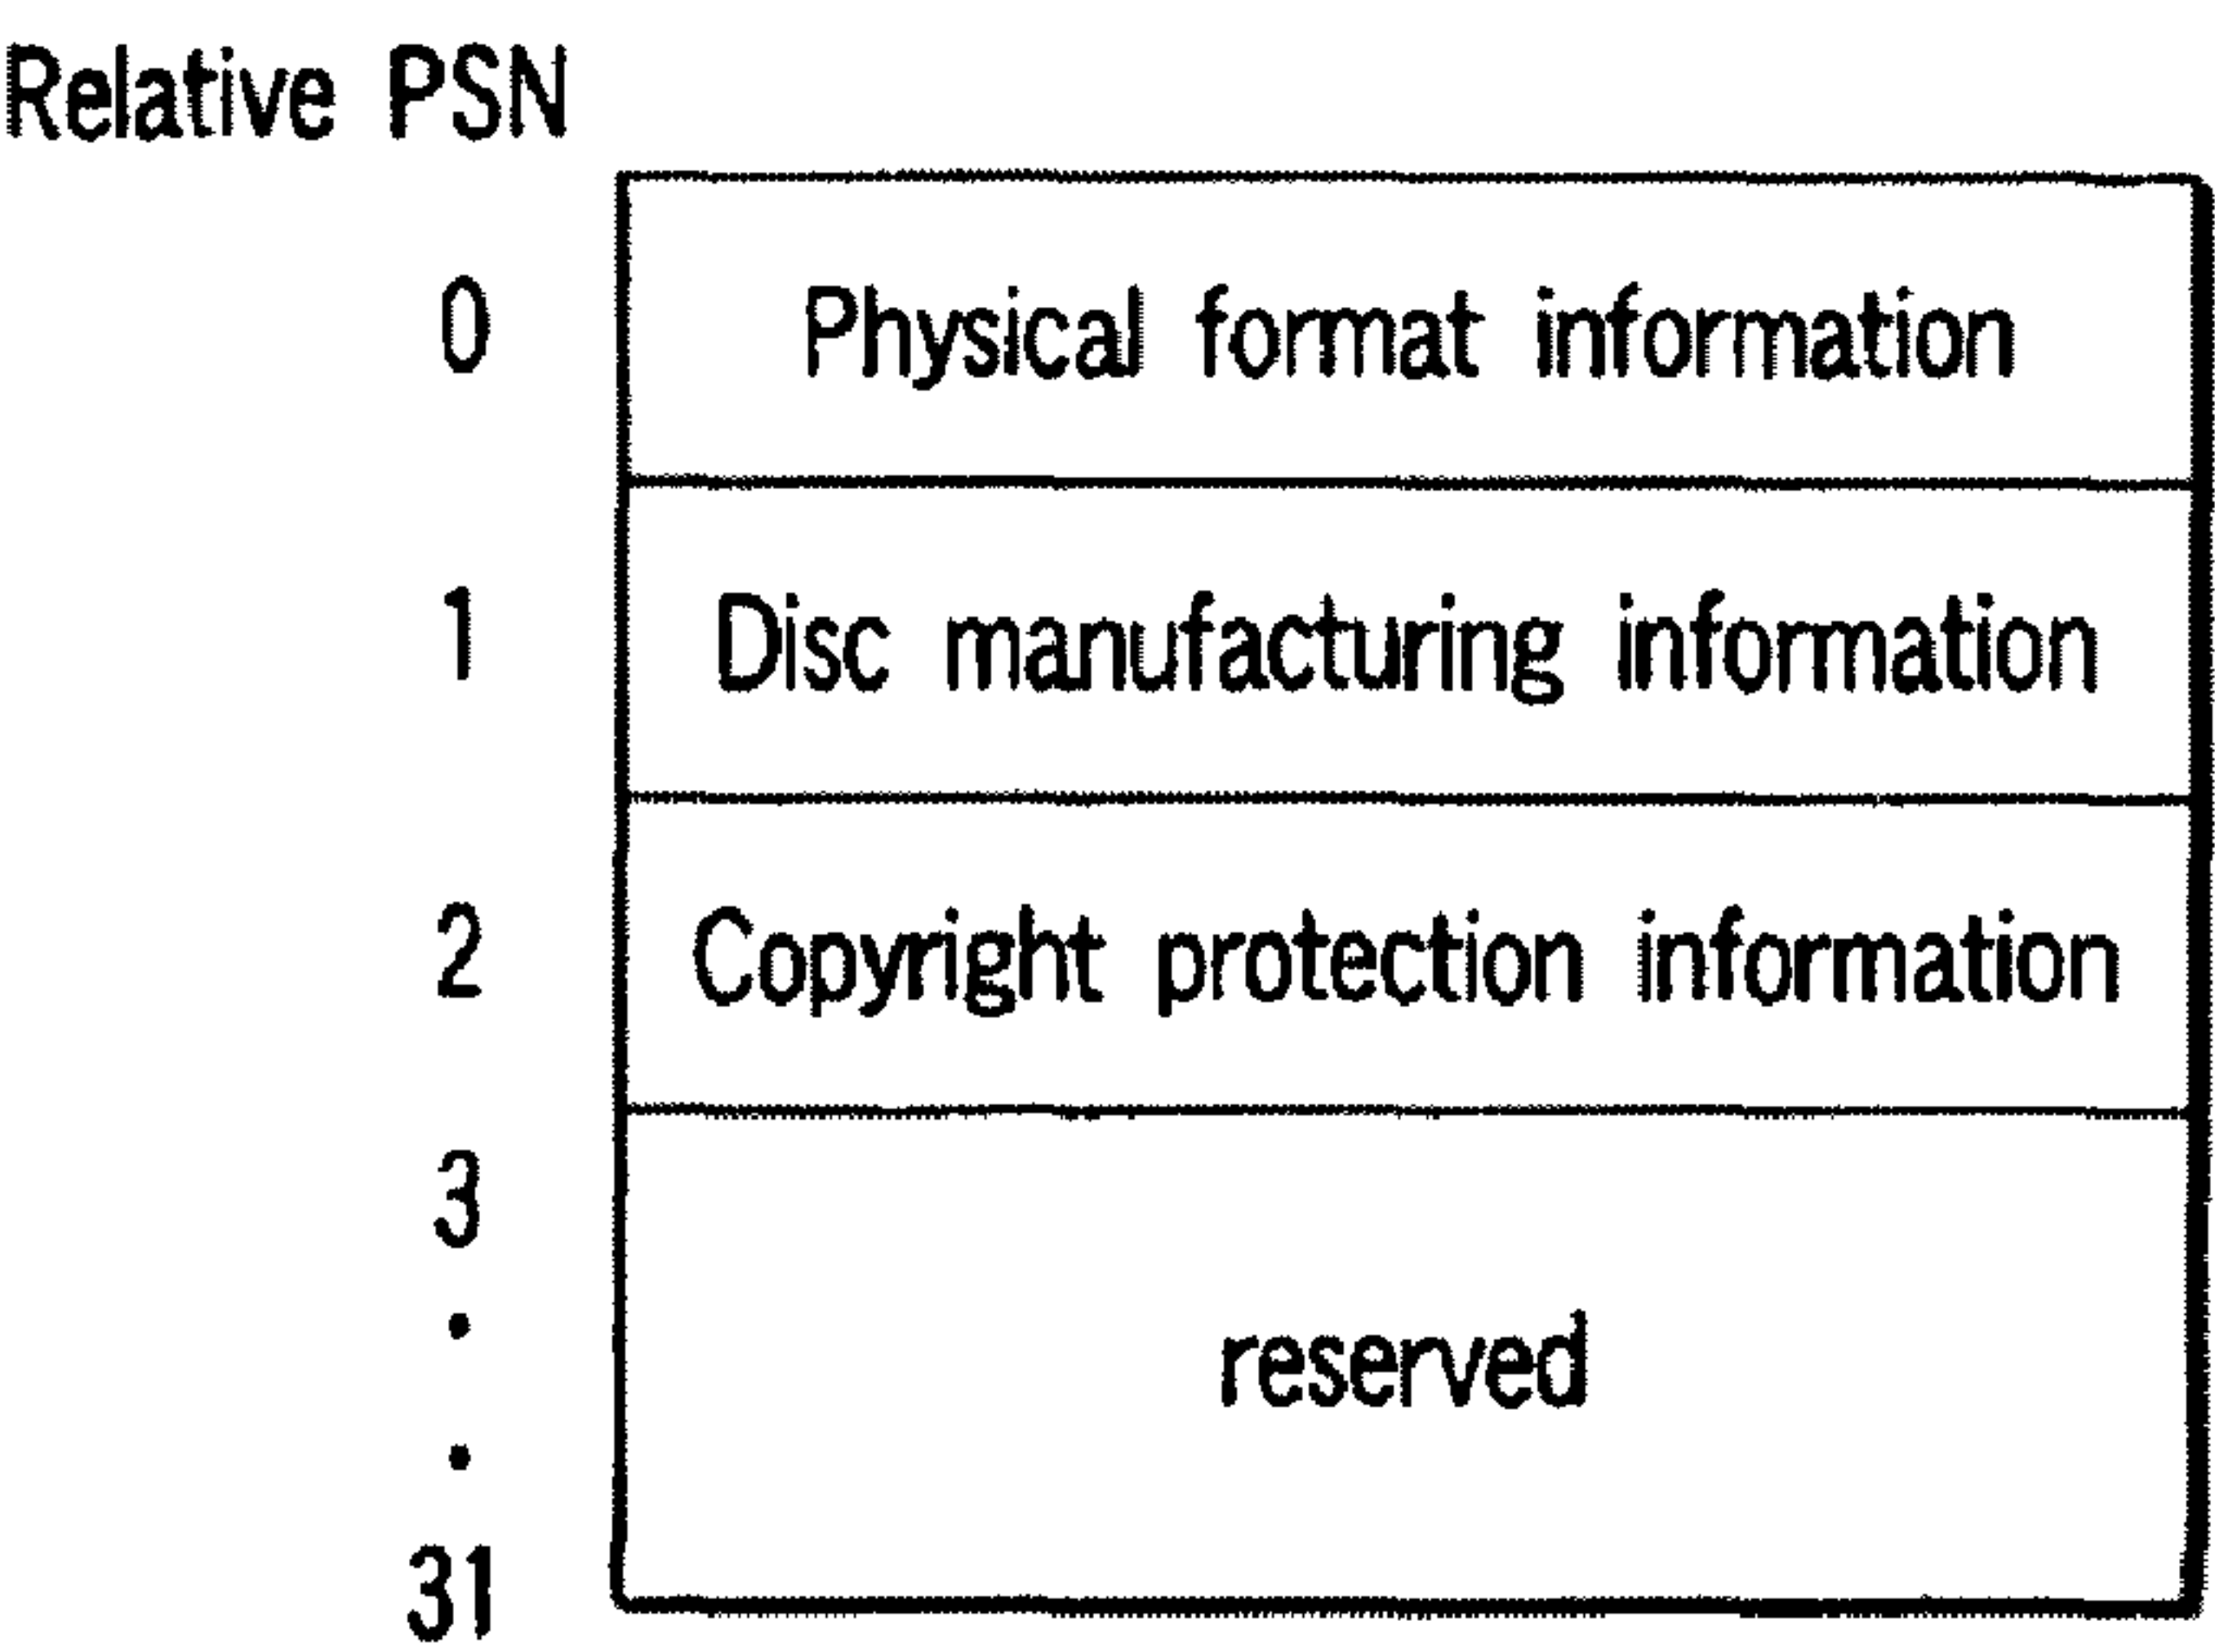 Relative PSN
0 Physical format information
1 Disc manufacturing information
2 Copyright protection information
3
.
reserved
.
31